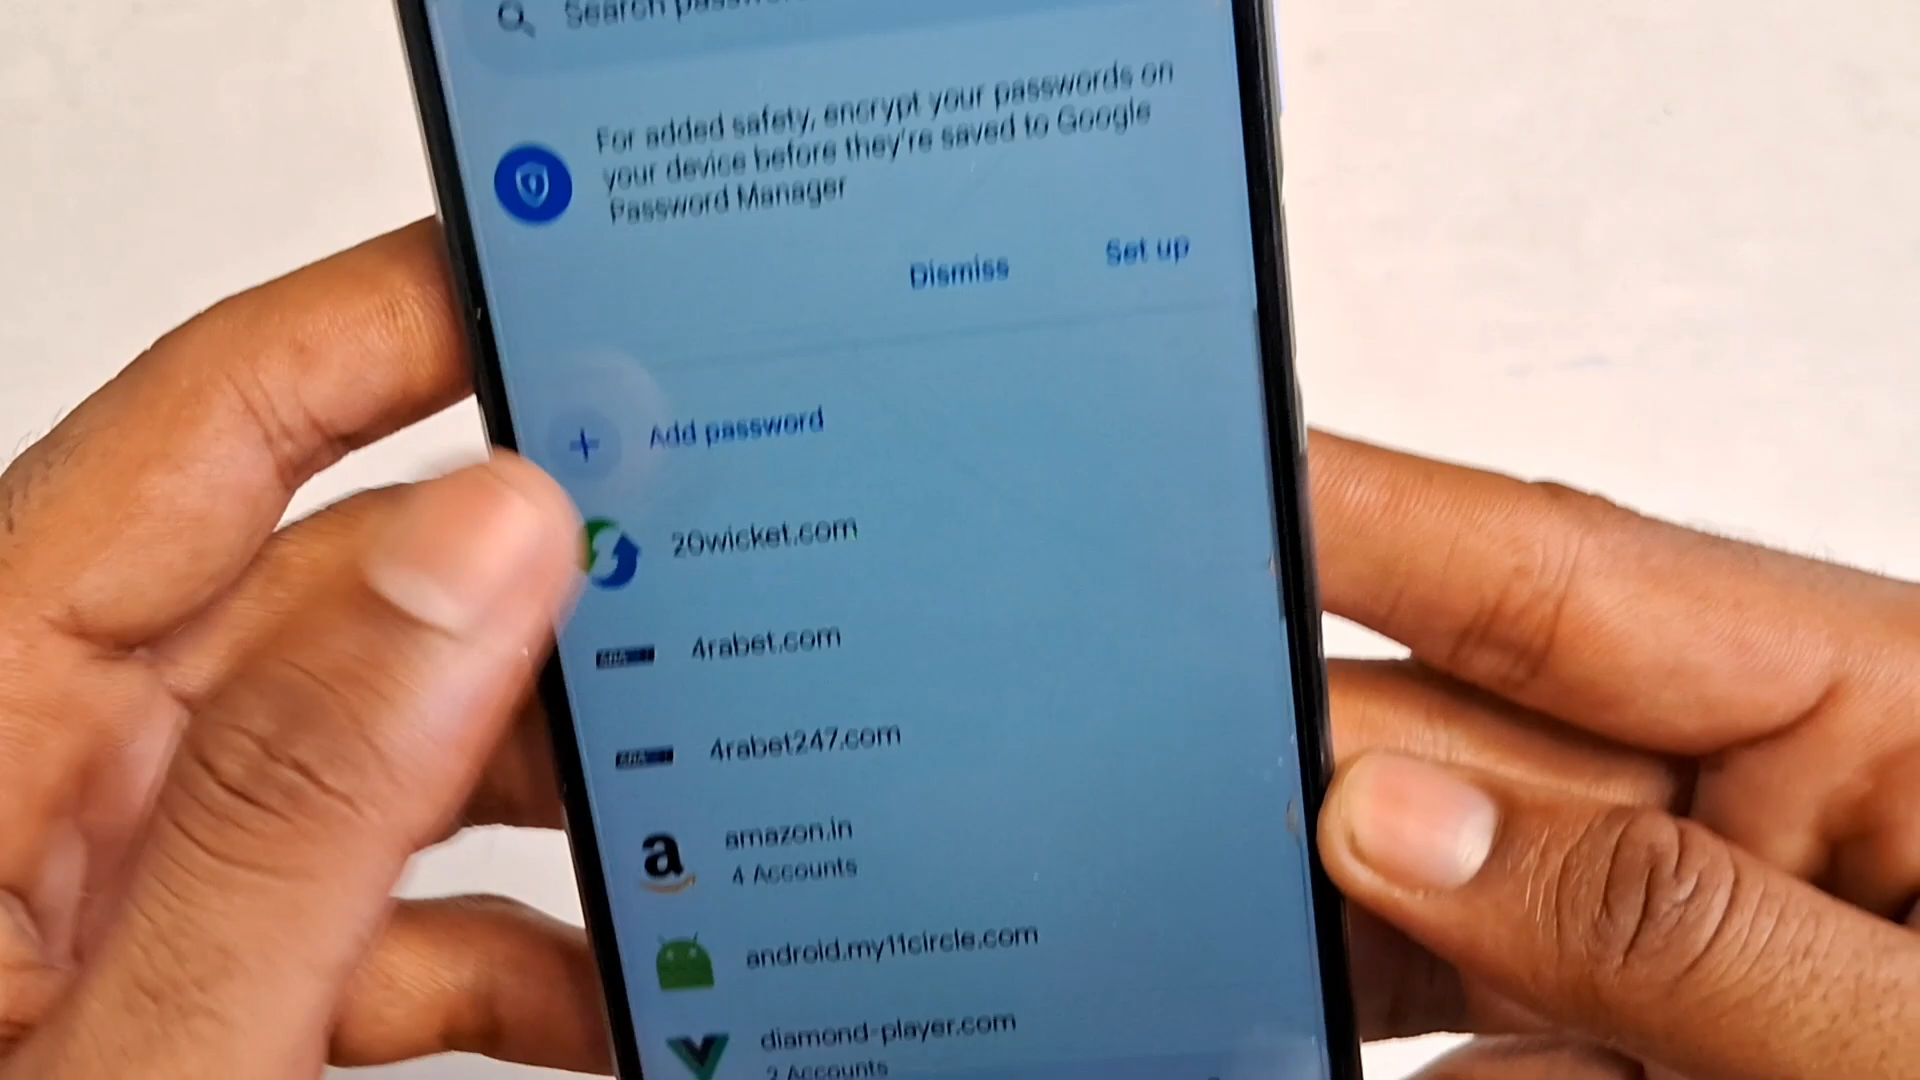 Search
For added safety, encrypt your passwords on
your device before they're saved to Google
Password Manager
Dismiss
Set up
+ Add password
20wicket.com
4rabet.com
4rabet247.com
a
amazon.in
4 Accounts
android.my11circle.com
diamond-player.com
2 Accounts